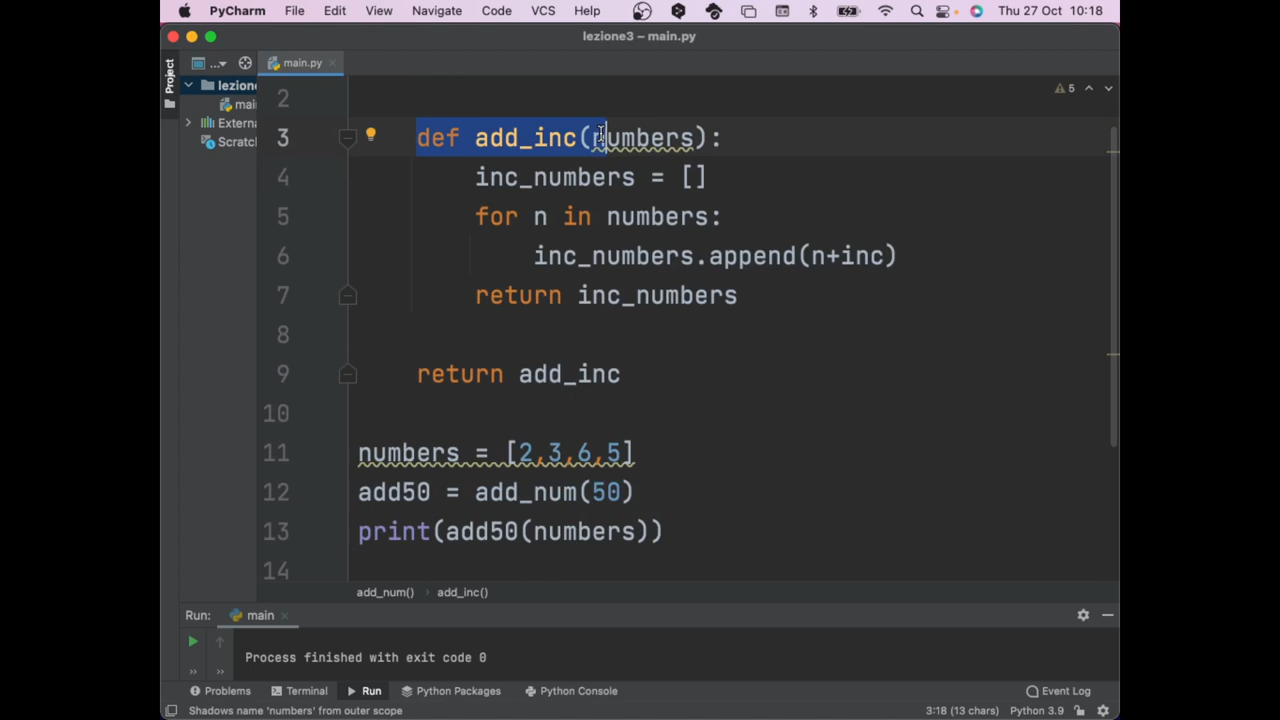 PyCharm File Edit View Navigate Code VCS Help Thu 27 Oct 10:18
lezione3 – main.py
Project
... main.py
lezione
mai
Externa
Scratch
5
2
3 def add_inc(numbers):
4 inc_numbers = []
5 for n in numbers:
6 inc_numbers.append(n+inc)
7 return inc_numbers
8
9 return add_inc
10
11 numbers = [2,3,6,5]
12 add50 = add_num(50)
13 print(add50(numbers))
14
add_num() › add_inc()
Run: main
Process finished with exit code 0
Problems Terminal Run Python Packages Python Console Event Log
Shadows name 'numbers' from outer scope 3:18 (13 chars) Python 3.9